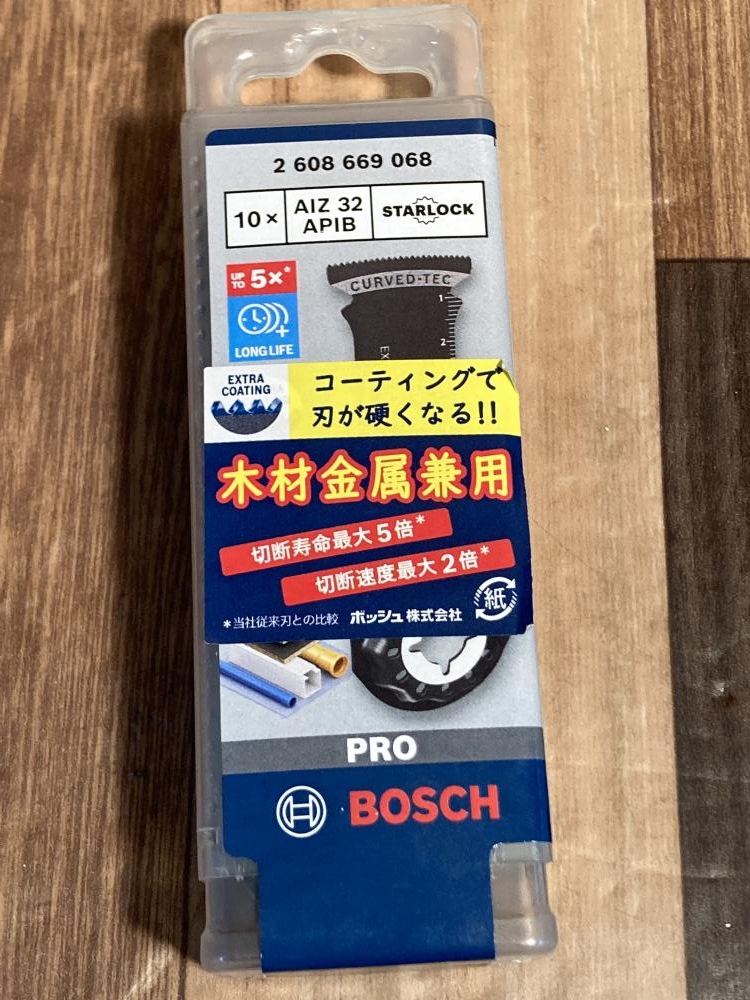 2 608 669 068
10 ×
AIZ 32
APIB
STARLOCK
UP TO 5×*
CURVED-TEC
1
2
EX
LONG LIFE
EXTRA
COATING
コーティングで
刃が硬くなる!!
木材金属兼用
切断寿命最大5倍*
切断速度最大2倍*
*当社従来刃との比較 ボッシュ株式会社
紙
PRO
BOSCH